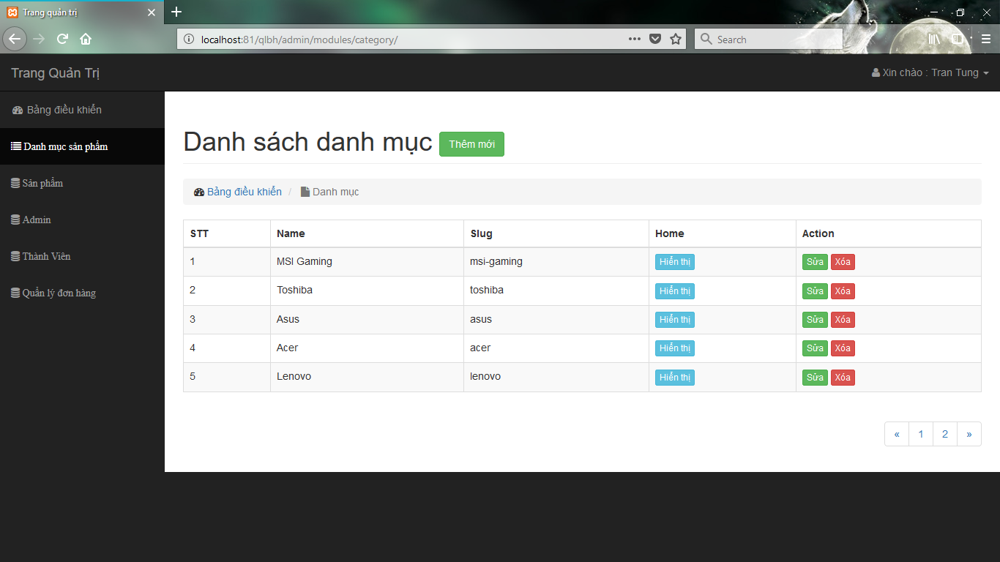 Trang quản trị
localhost:81/qlbh/admin/modules/category/
Search
Trang Quản Trị
Xin chào : Tran Tung
Bảng điều khiển
Danh mục sản phẩm
Sản phẩm
Admin
Thành Viên
Quẩn lý đơn hàng
Danh sách danh mục Thêm mới
Bảng điều khiển / Danh mục
STT Name Slug Home Action
1 MSI Gaming msi-gaming Hiển thị Sửa Xóa
2 Toshiba toshiba Hiển thị Sửa Xóa
3 Asus asus Hiển thị Sửa Xóa
4 Acer acer Hiển thị Sửa Xóa
5 Lenovo lenovo Hiển thị Sửa Xóa
« 1 2 »